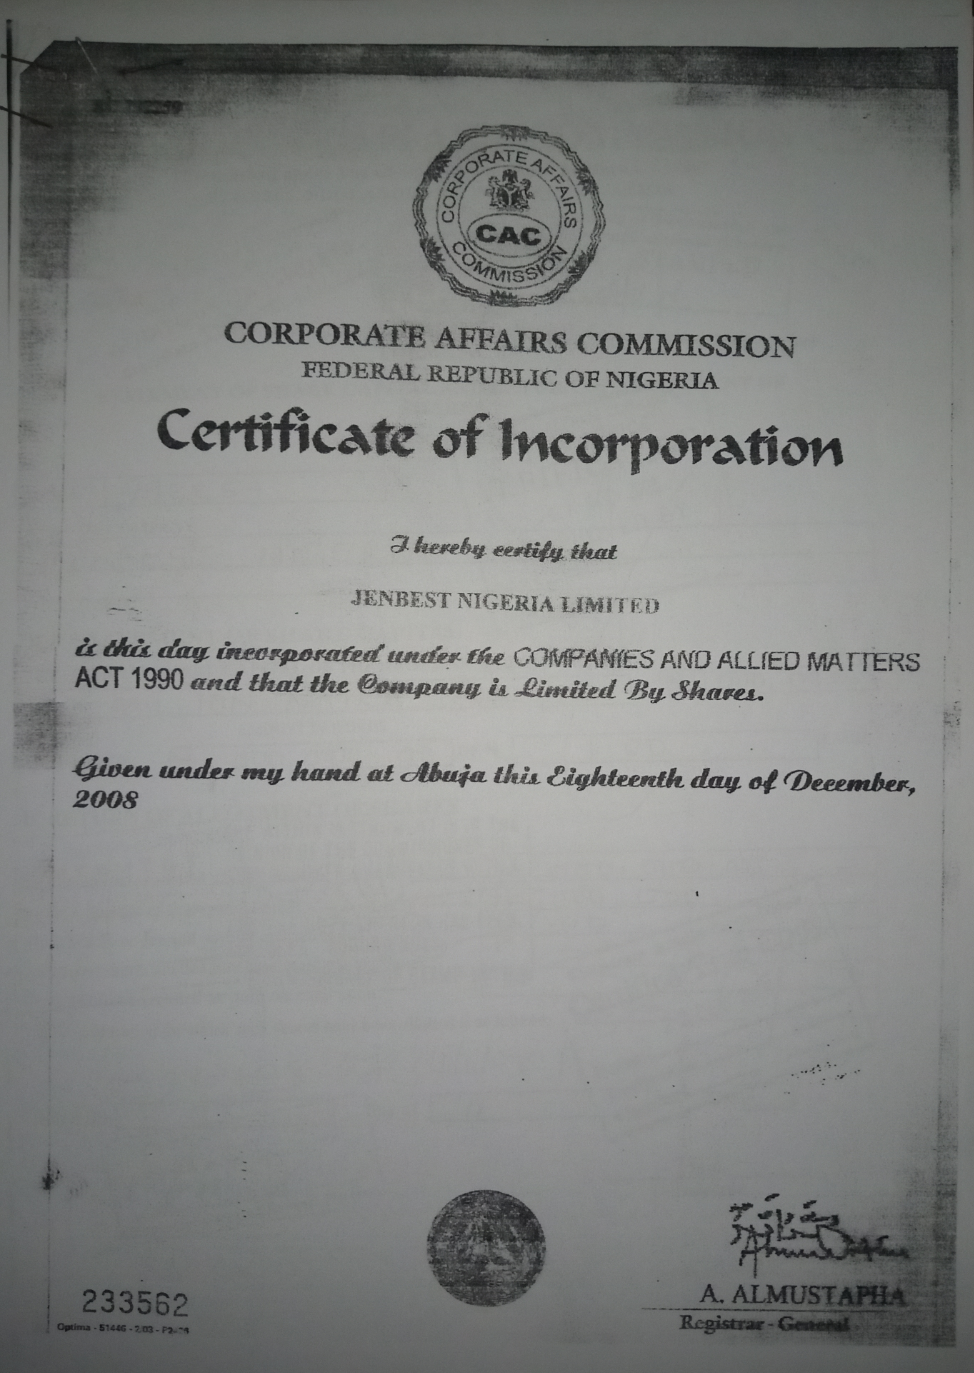 CORPORATE AFFAIRS
CAC
COMMISSION
CORPORATE AFFAIRS COMMISSION
FEDERAL REPUBLIC OF NIGERIA
Certificate of Incorporation
I hereby certify that
JENBEST NIGERIA LIMITED
is this day incorporated under the COMPANIES AND ALLIED MATTERS
ACT 1990 and that the Company is Limited By Shares.
Given under my hand at Abuja this Eighteenth day of December,
2008
233562
A. ALMUSTAPHA
Optima -
Registrar - General